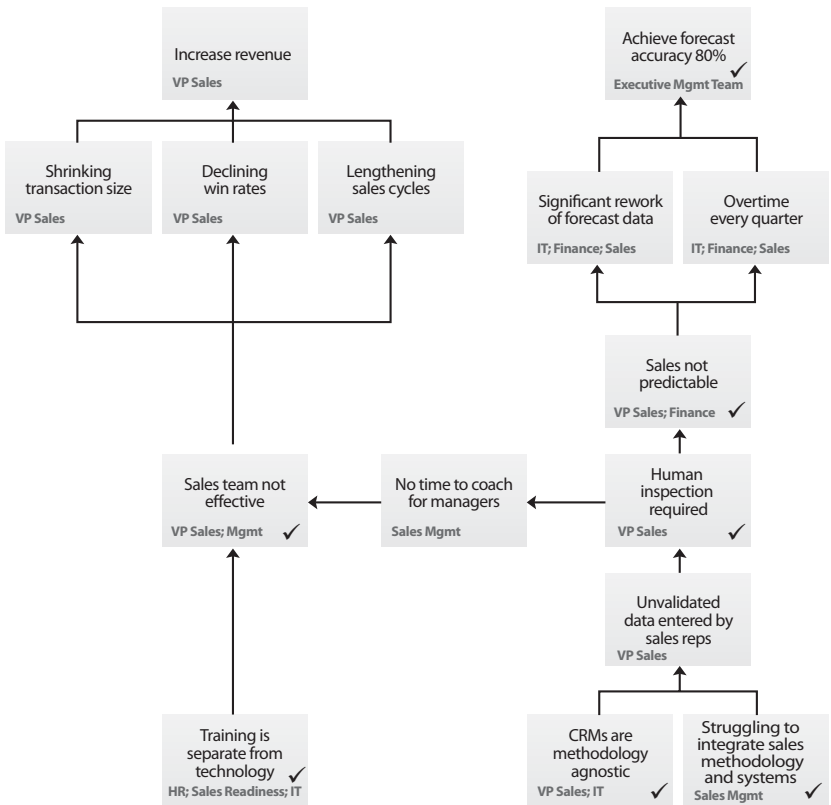 Increase revenue
VP Sales
Achieve forecast
accuracy 80%
✓
Executive Mgmt Team
Shrinking
transaction size
VP Sales
Declining
win rates
VP Sales
Lengthening
sales cycles
VP Sales
Significant rework
of forecast data
IT; Finance; Sales
Overtime
every quarter
IT; Finance; Sales
Sales not
predictable
VP Sales; Finance ✓
Sales team not
effective
VP Sales; Mgmt ✓
No time to coach
for managers
Sales Mgmt
Human
inspection
required
VP Sales ✓
Unvalidated
data entered by
sales reps
VP Sales
Training is
separate from
technology ✓
HR; Sales Readiness; IT
CRMs are
methodology
agnostic
VP Sales; IT ✓
Struggling to
integrate sales
methodology
and systems
Sales Mgmt ✓